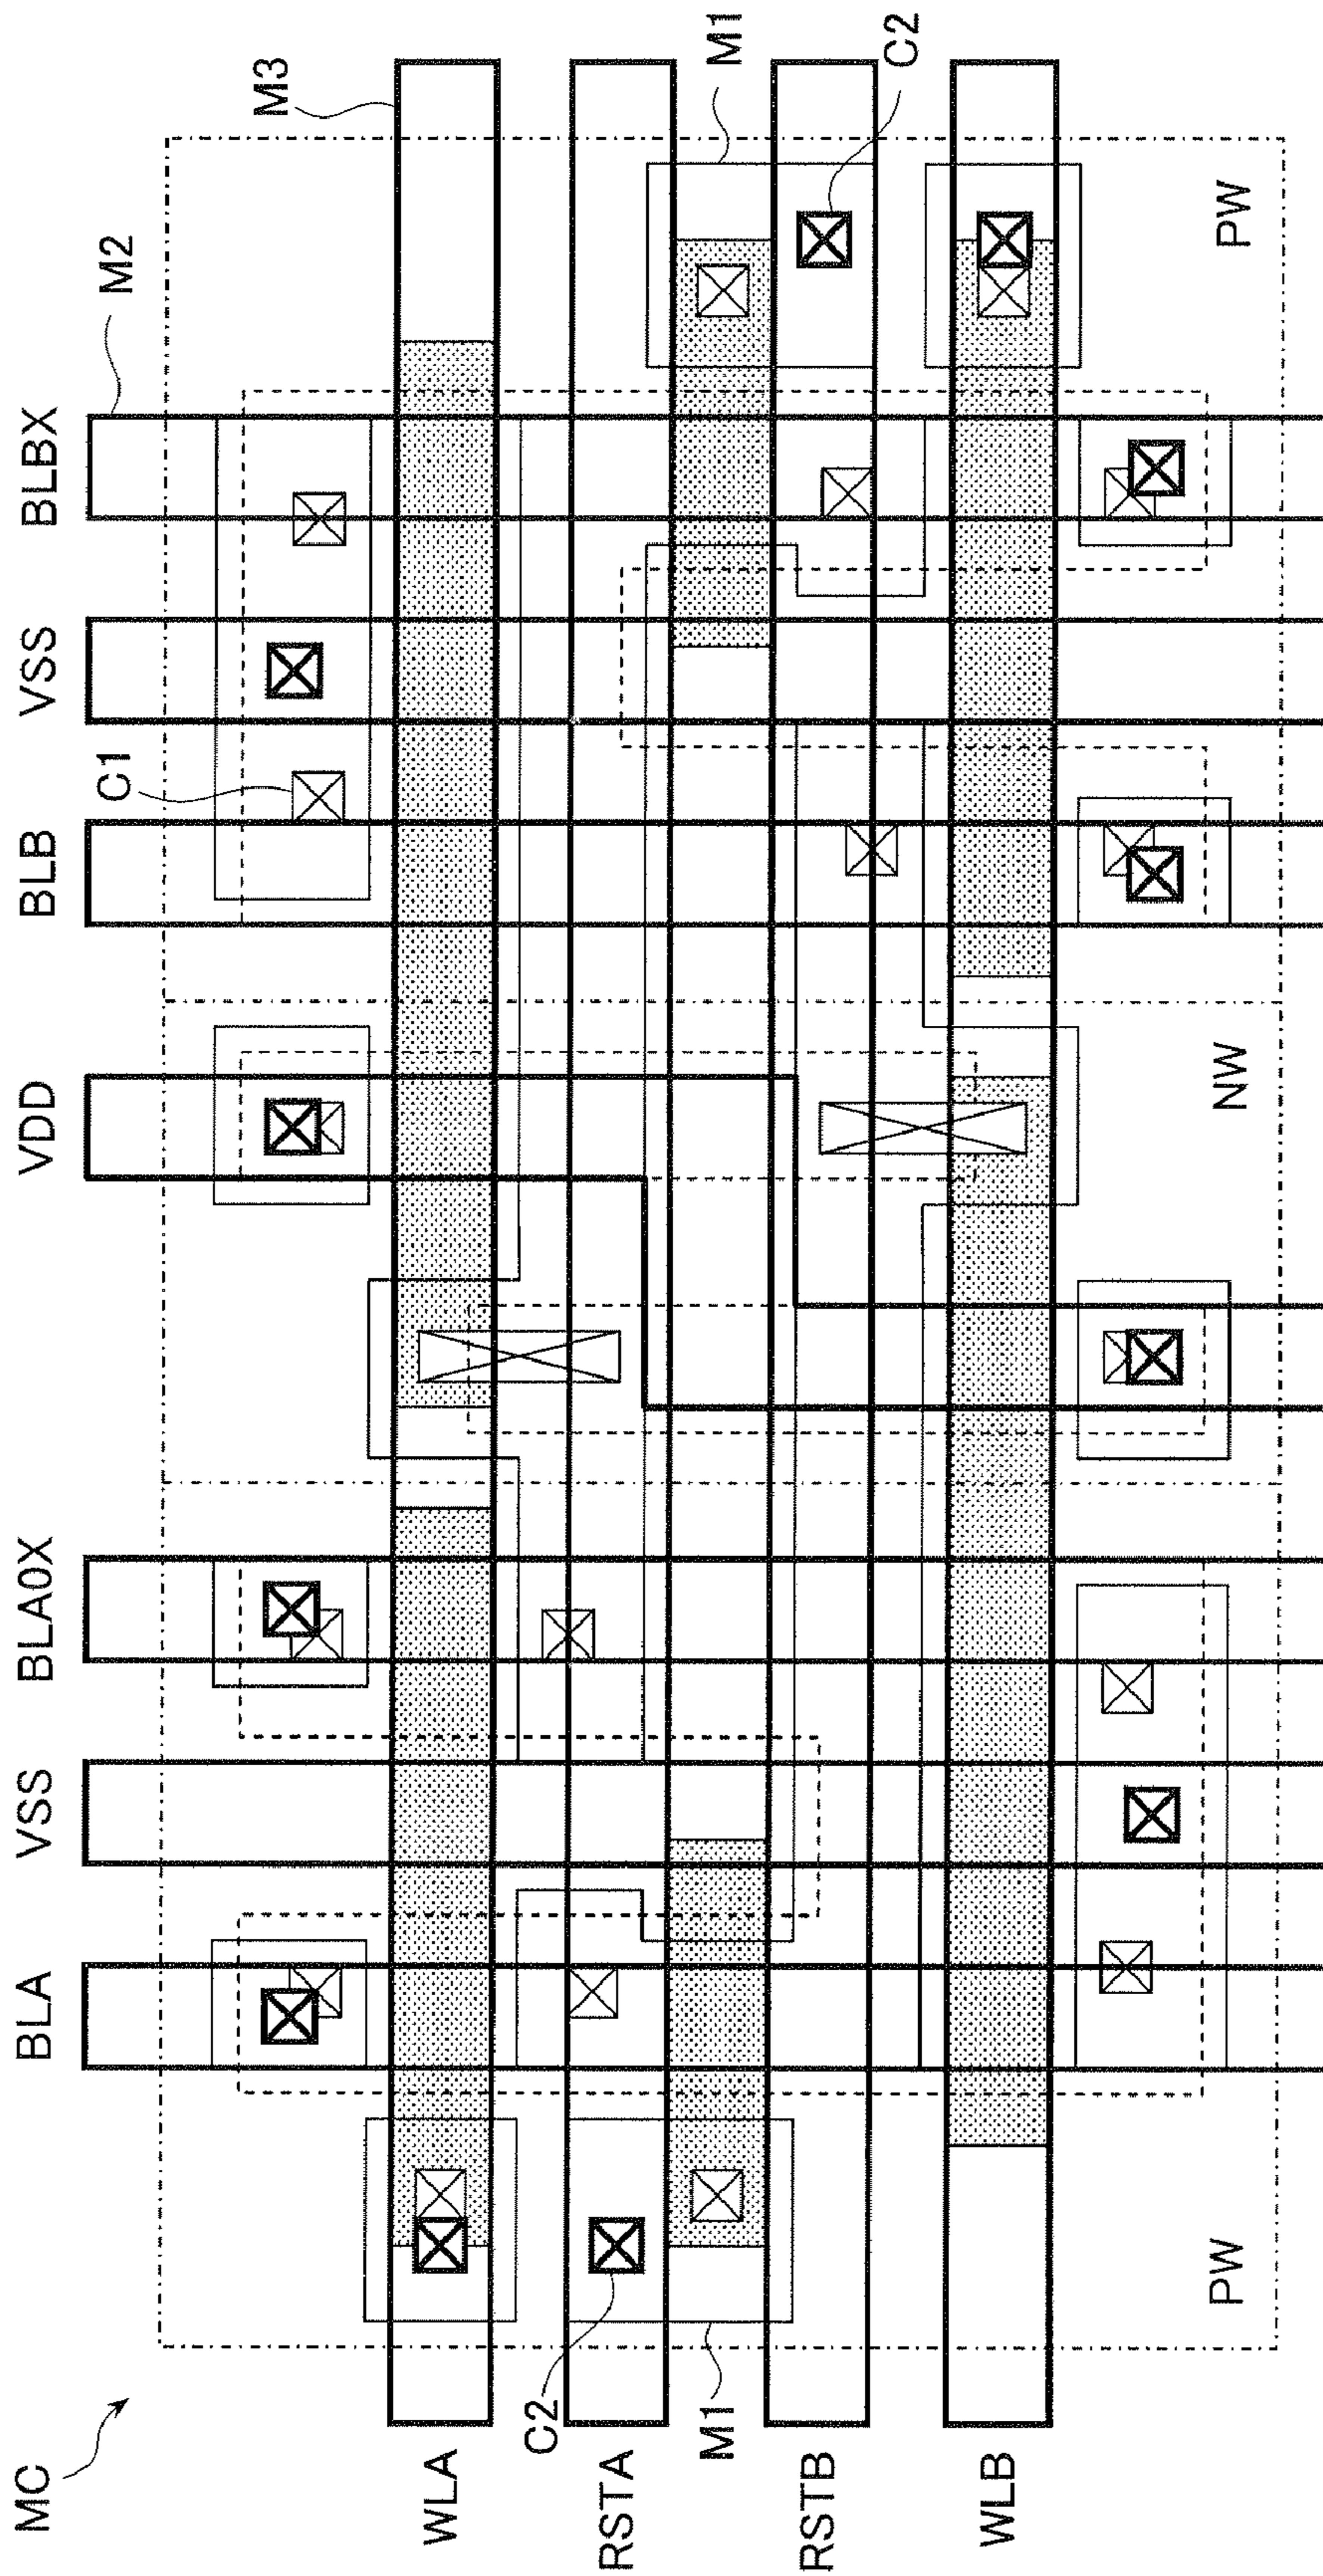 MC
BLA
VSS
BLA0X
VDD
BLB
VSS
BLBX
C1
M2
M3
WLA
C2
RSTA
M1
M1
RSTB
C2
WLB
PW
NW
PW